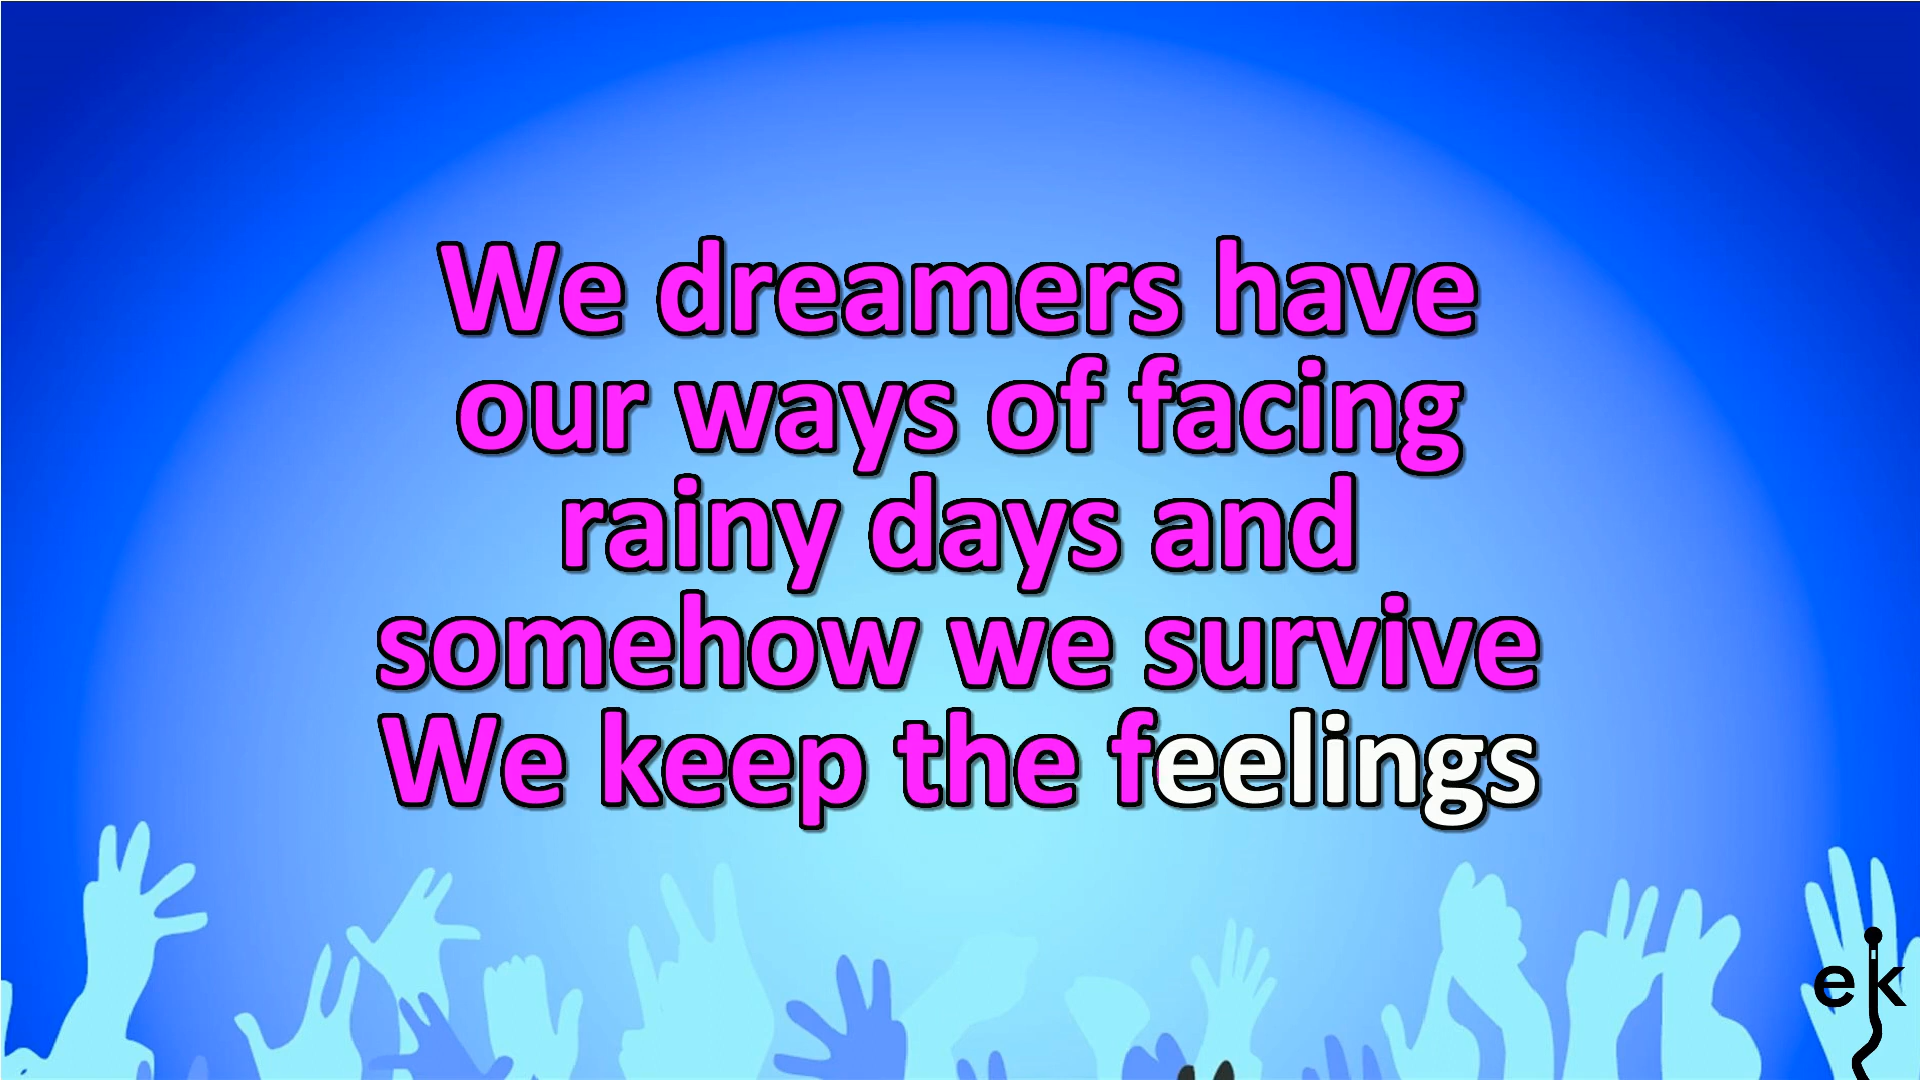 We dreamers have
our ways of facing
rainy days and
somehow we survive
We keep the feelings
ek